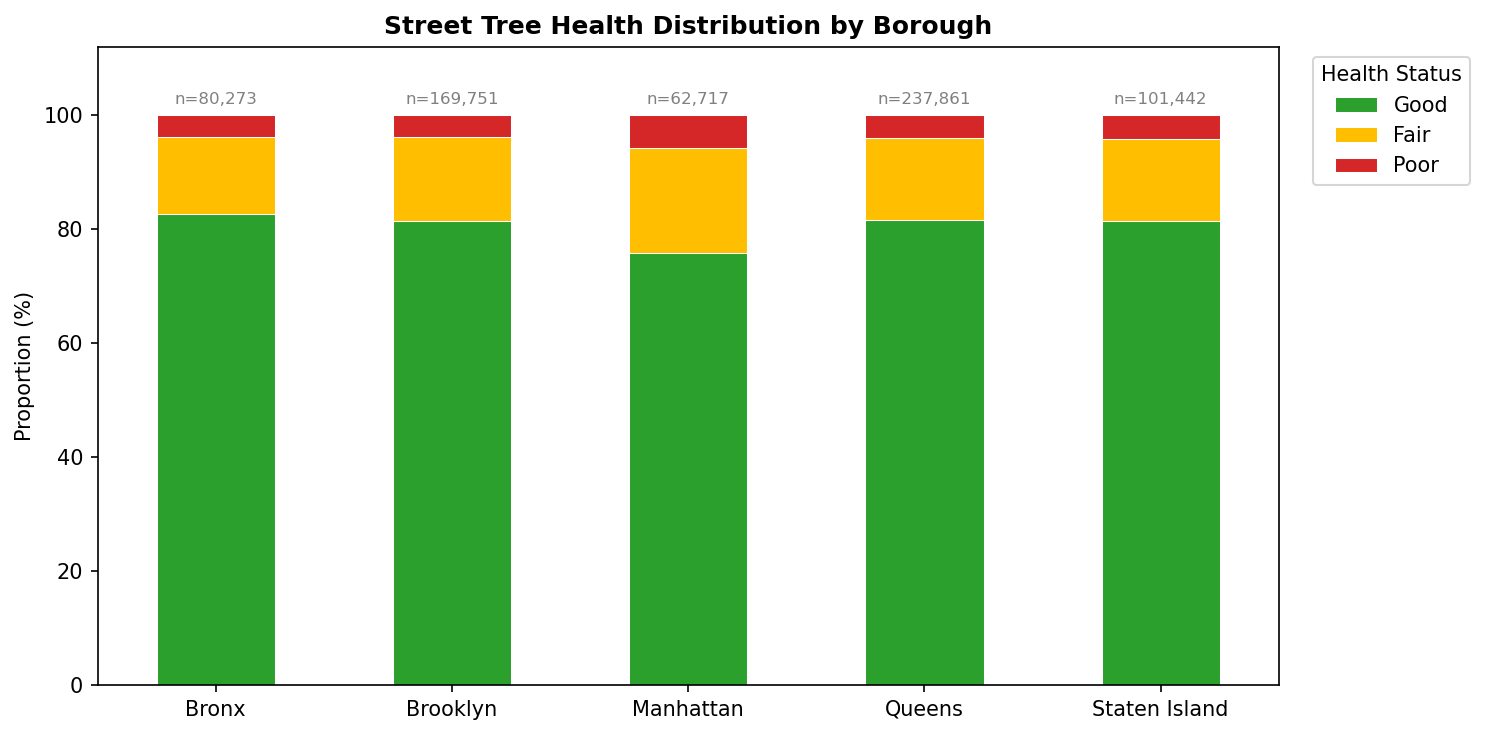 Street Tree Health Distribution by Borough
Health Status
Good
Fair
Poor
n=80,273
n=169,751
n=62,717
n=237,861
n=101,442
Proportion (%)
100
80
60
40
20
0
Bronx
Brooklyn
Manhattan
Queens
Staten Island